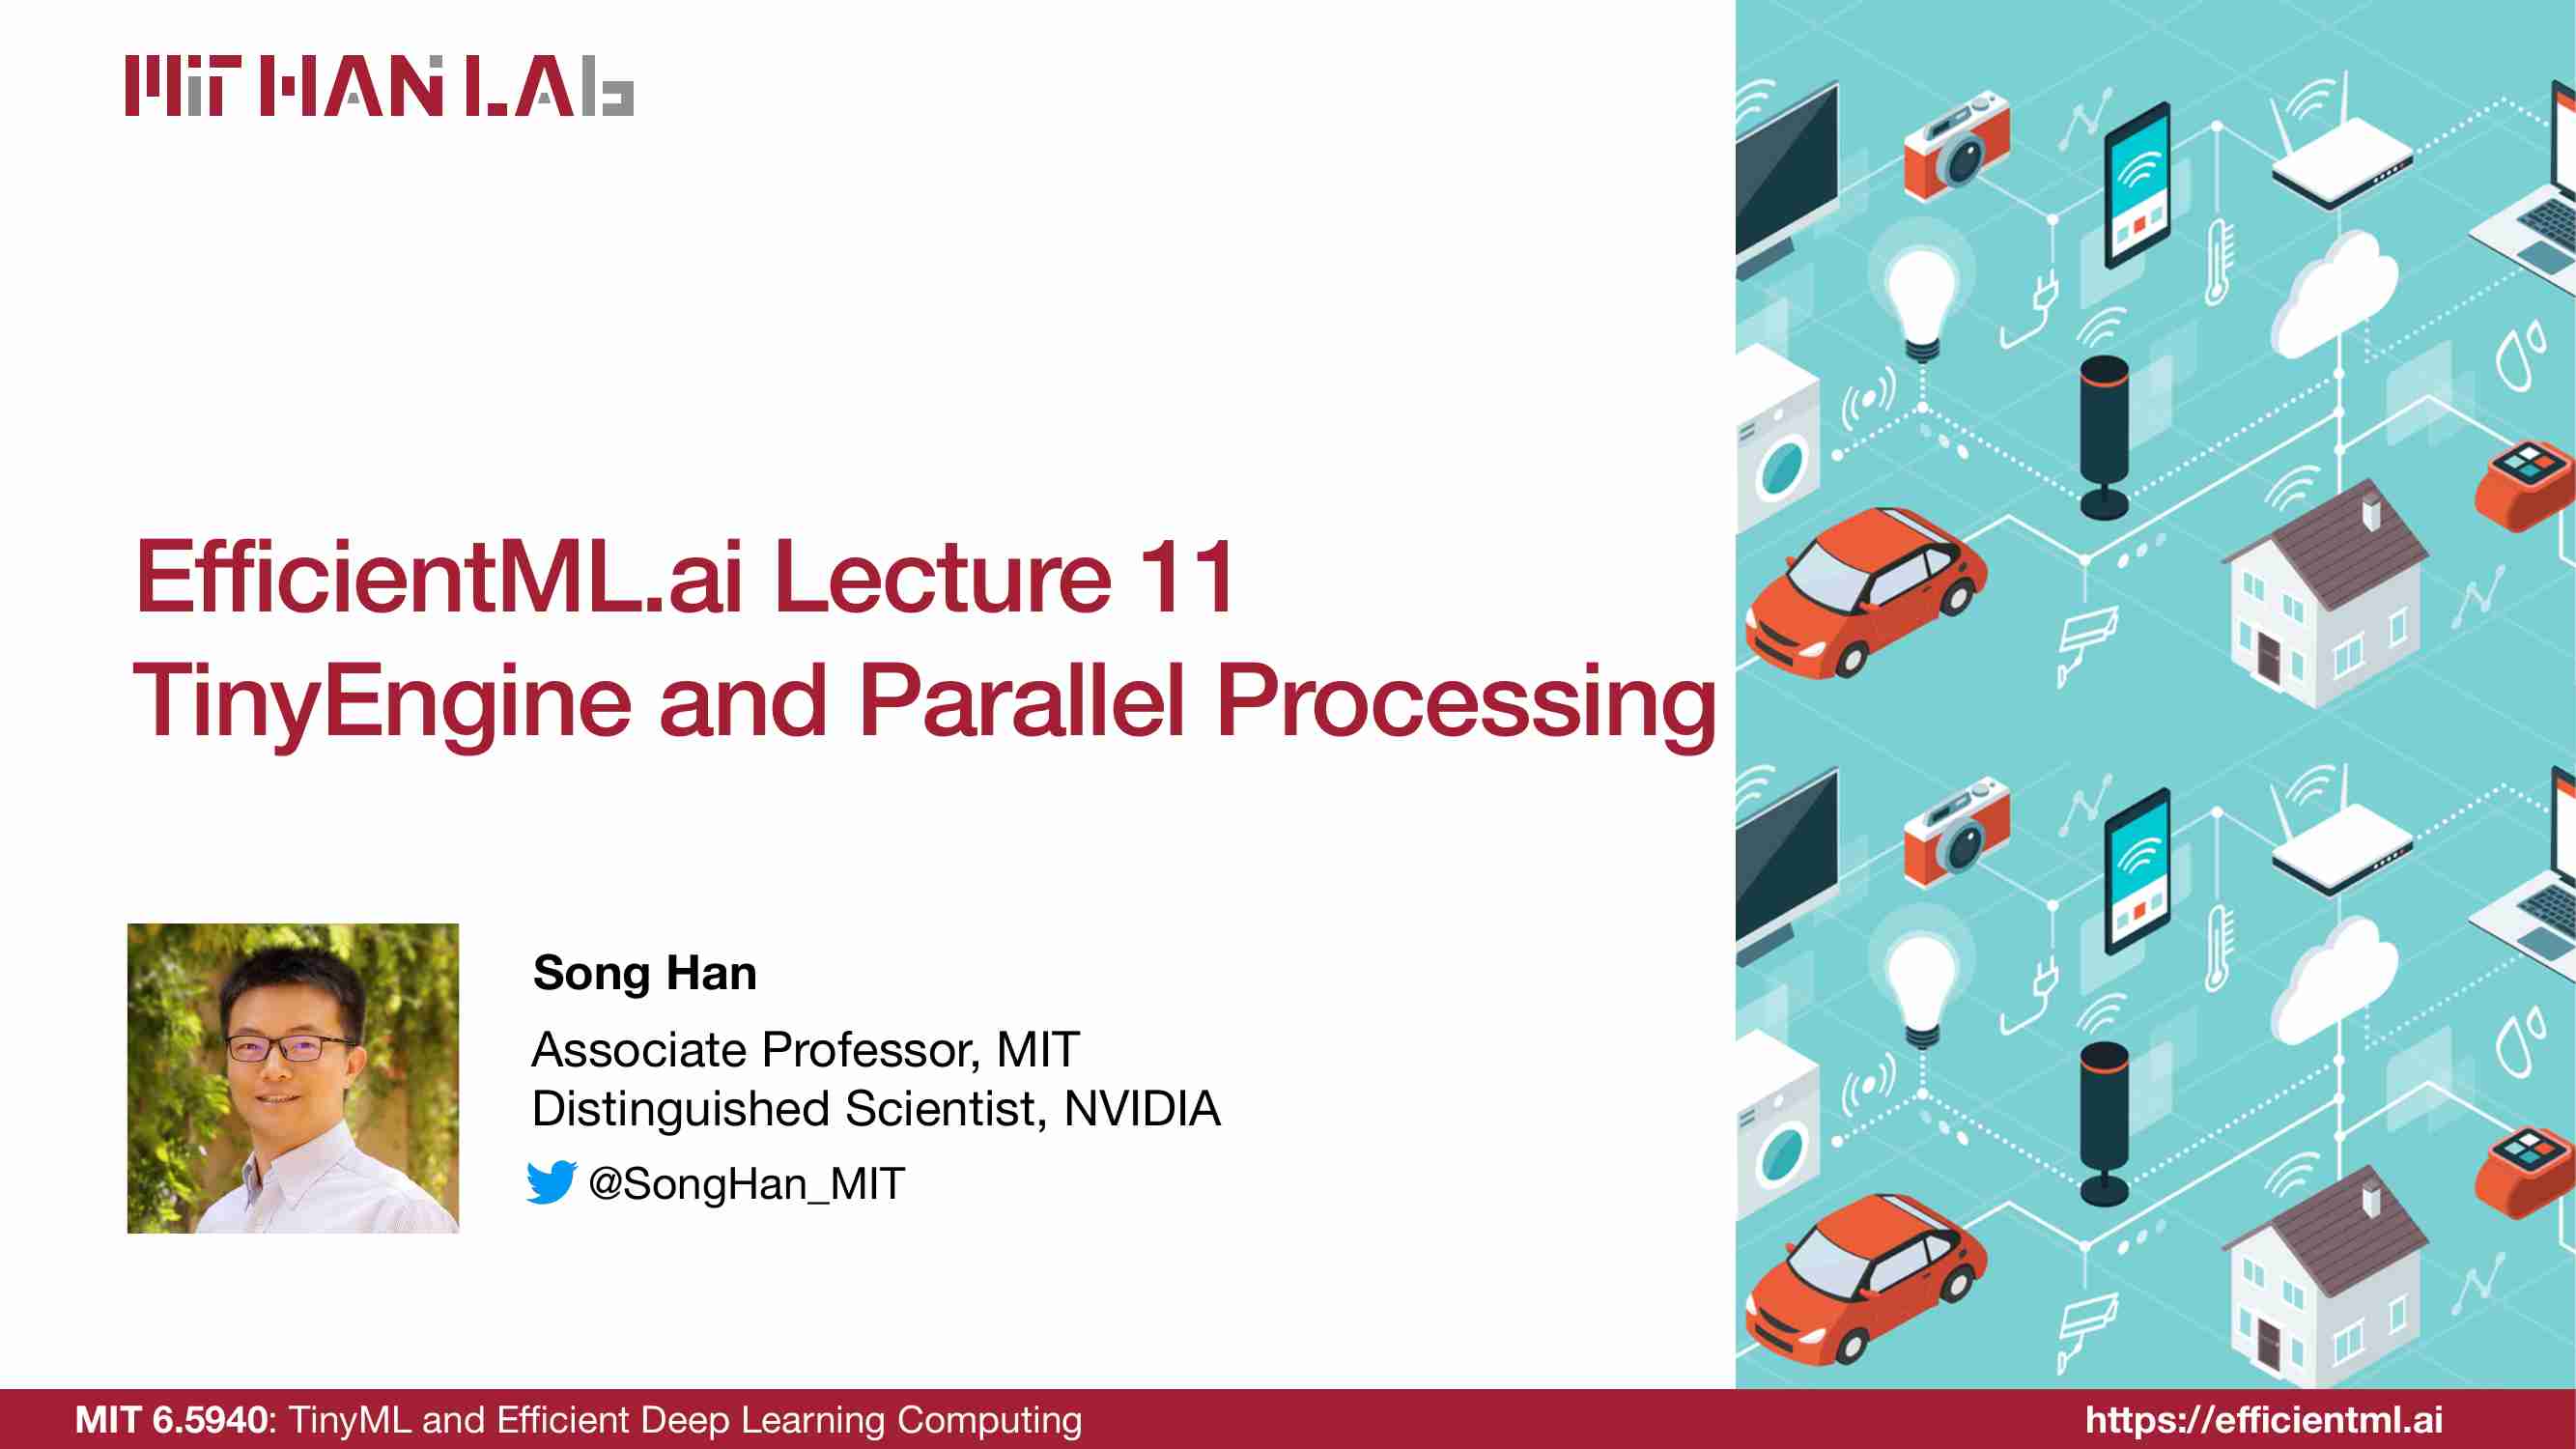 MIT HAN LAb
EfficientML.ai Lecture 11
TinyEngine and Parallel Processing
Song Han
Associate Professor, MIT
Distinguished Scientist, NVIDIA
@SongHan_MIT
MIT 6.5940: TinyML and Efficient Deep Learning Computing
https://efficientml.ai